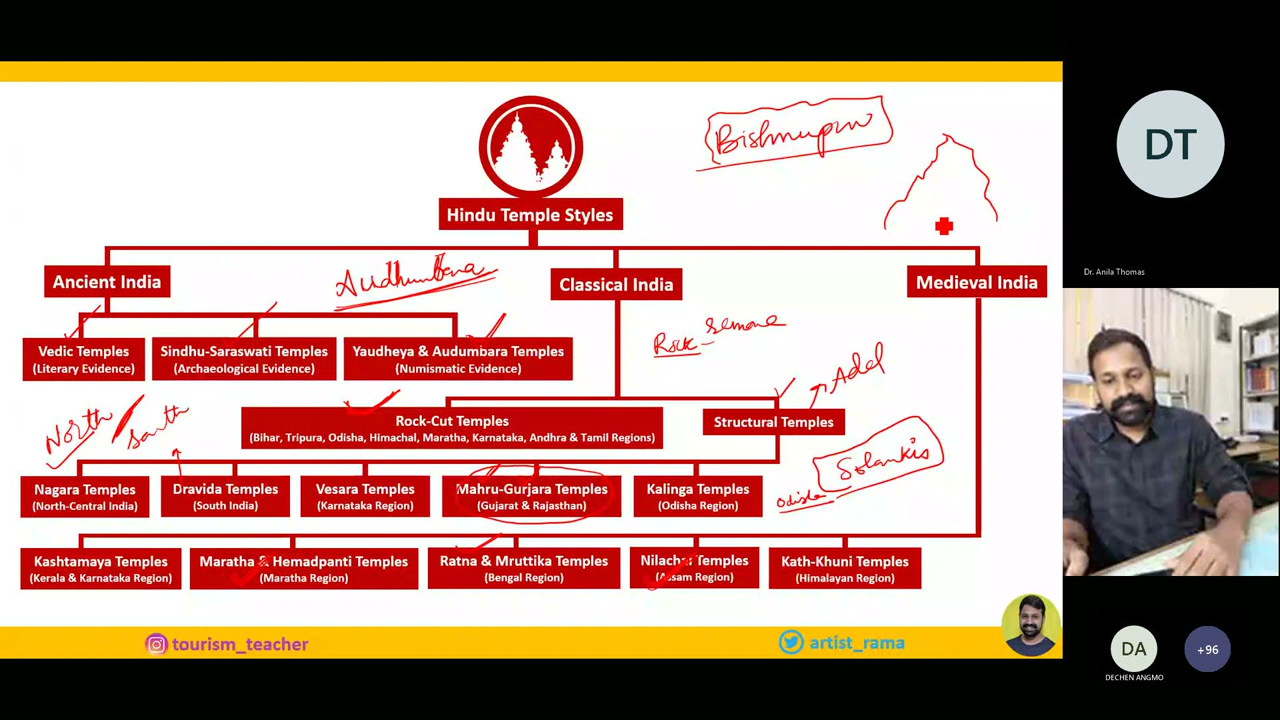 Bishnupur
DT
Hindu Temple Styles
Dr. Anila Thomas
Ancient India
Audhumbara
Classical India
Medieval India
Rock -
Vedic Temples
(Literary Evidence)
Sindhu-Saraswati Temples
(Archaeological Evidence)
Yaudheya & Audumbara Temples
(Numismatic Evidence)
North
South
Rock-Cut Temples
(Bihar, Tripura, Odisha, Himachal, Maratha, Karnataka, Andhra & Tamil Regions)
Structural Temples
Add
Solankis
Odisha
Nagara Temples
(North-Central India)
Dravida Temples
(South India)
Vesara Temples
(Karnataka Region)
Mahru-Gurjara Temples
(Gujarat & Rajasthan)
Kalinga Temples
(Odisha Region)
Kashtamaya Temples
(Kerala & Karnataka Region)
Maratha & Hemadpanti Temples
(Maratha Region)
Ratna & Mruttika Temples
(Bengal Region)
Nilachal Temples
(Assam Region)
Kath-Khuni Temples
(Himalayan Region)
tourism_teacher
artist_rama
DA
DECHEN ANGMO
+96